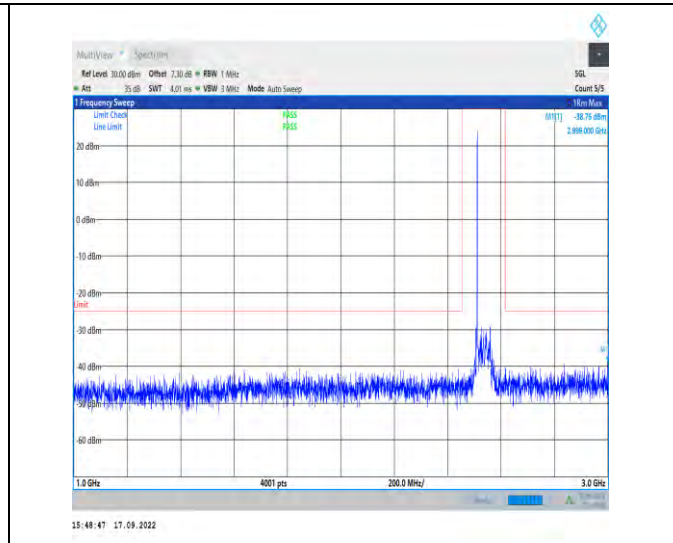 MultiView Spectrum
Ref Level 30.00 dBm Offset 7.30 dB RBW 1 MHz SGL
Att 35 dB SWT 4.01 ms VBW 3 MHz Mode Auto Sweep Count 5/5
1 Frequency Sweep 1Rm Max
Limit Check PASS M1[1] -38.76 dBm
Line Limit PASS 2.999.000 GHz
20 dBm
10 dBm
0 dBm
-10 dBm
-20 dBm
Limit
-30 dBm
M1
-40 dBm
-50 dBm
-60 dBm
1.0 GHz 4001 pts 200.0 MHz/ 3.0 GHz
15:48:47 17.09.2022